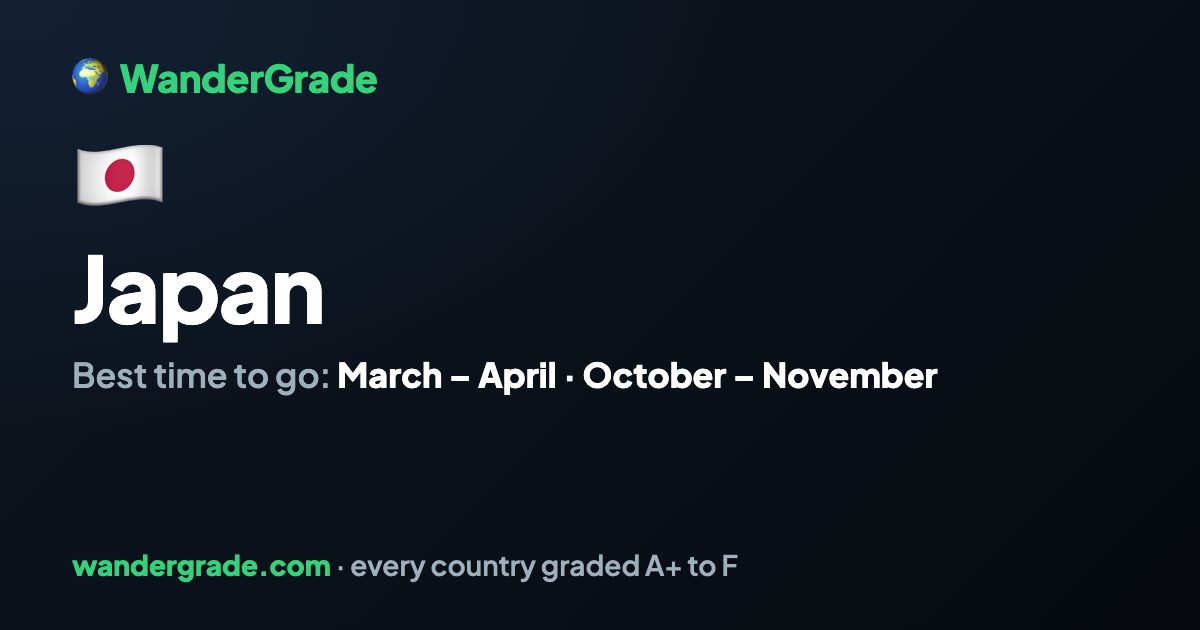 WanderGrade
Japan
Best time to go: March – April · October – November
wandergrade.com · every country graded A+ to F